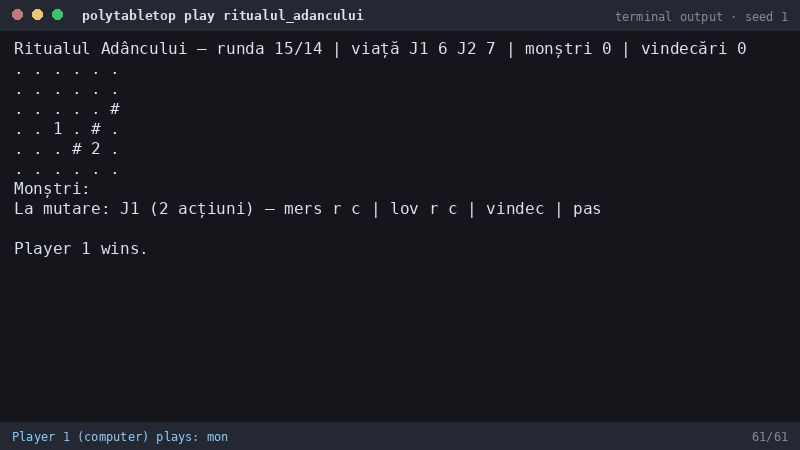 polytabletop play ritualul_adancului
terminal output · seed 1
Ritualul Adâncului — runda 15/14 | viață J1 6 J2 7 | monștri 0 | vindecări 0
. . . . . .
. . . . . .
. . . . . #
. . 1 . # .
. . . # 2 .
. . . . . .
Monștri:
La mutare: J1 (2 acțiuni) — mers r c | lov r c | vindec | pas
Player 1 wins.
Player 1 (computer) plays: mon
61/61